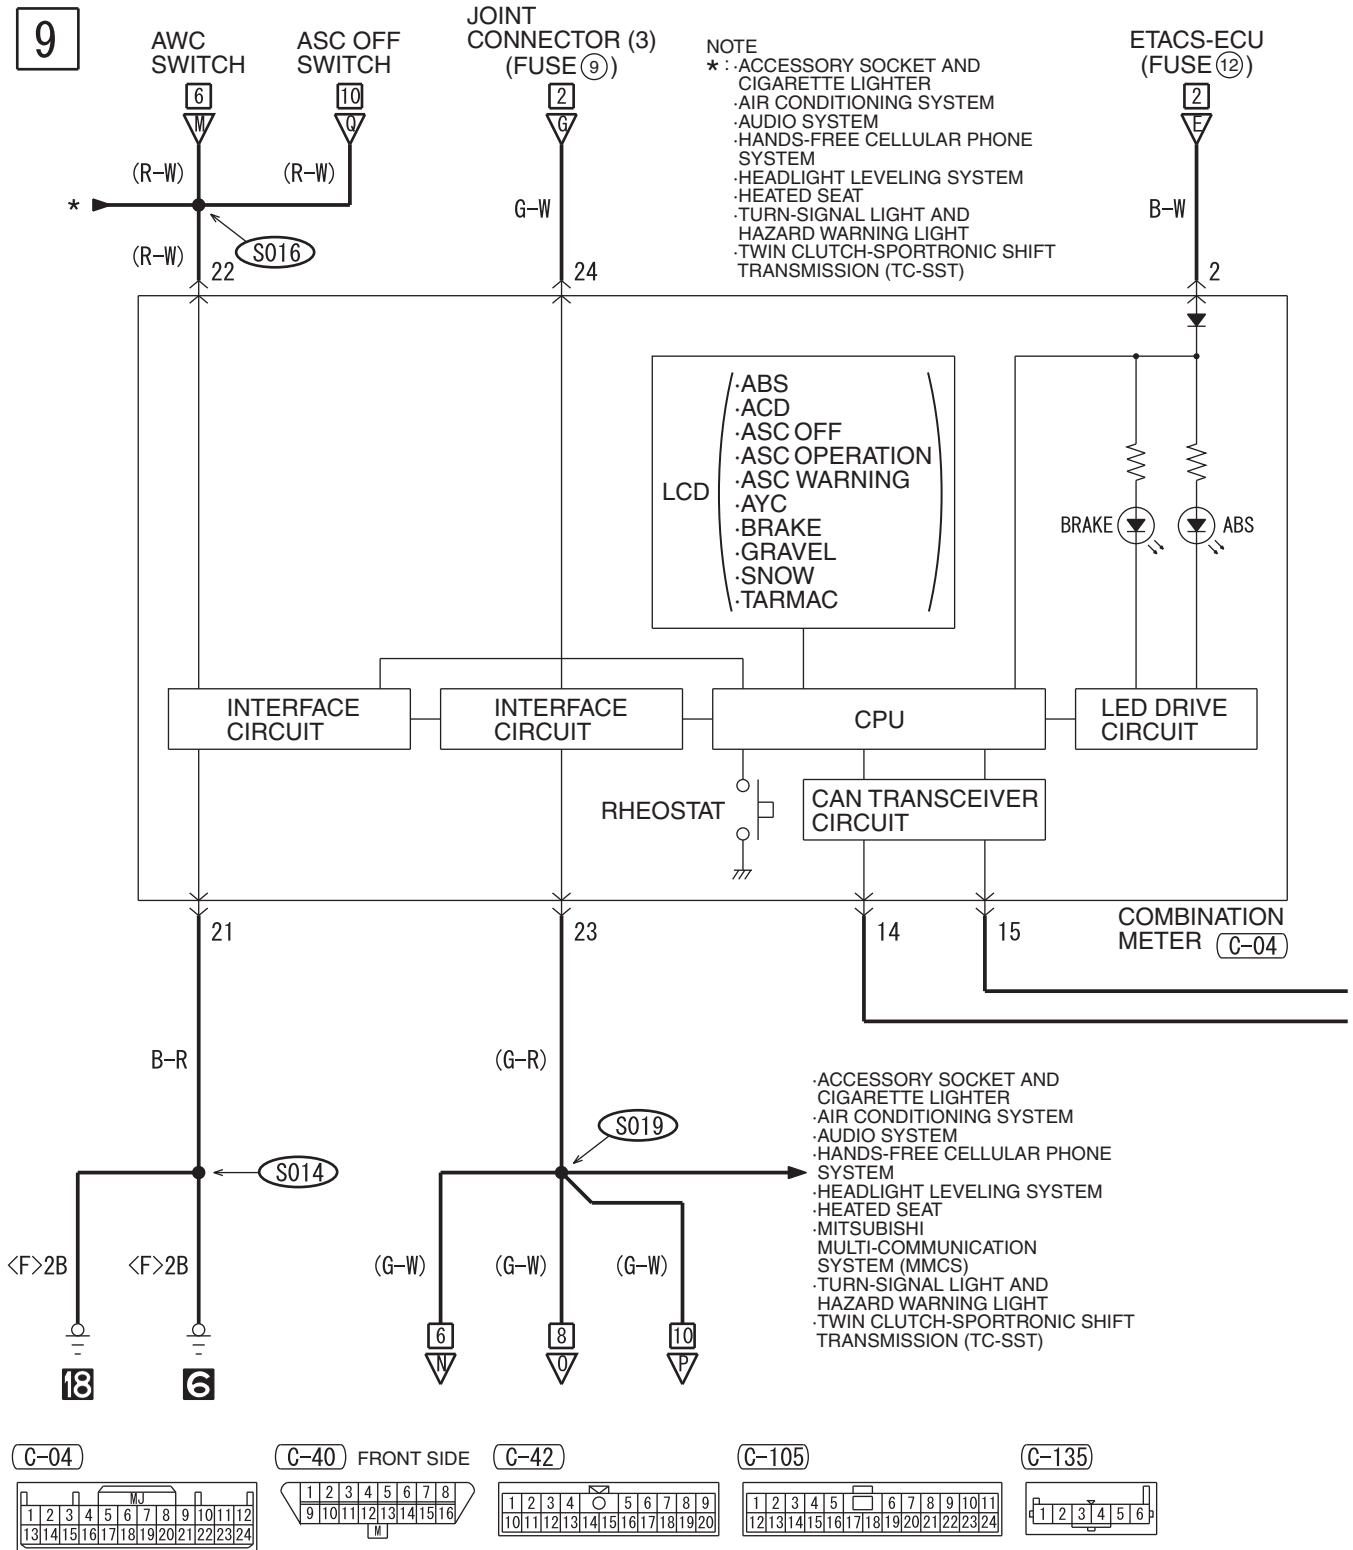 9
AWC
SWITCH
6
M
(R-W)
ASC OFF
SWITCH
10
Q
(R-W)
JOINT
CONNECTOR (3)
(FUSE 9)
2
G
G-W
NOTE
* : ·ACCESSORY SOCKET AND
CIGARETTE LIGHTER
·AIR CONDITIONING SYSTEM
·AUDIO SYSTEM
·HANDS-FREE CELLULAR PHONE
SYSTEM
·HEADLIGHT LEVELING SYSTEM
·HEATED SEAT
·TURN-SIGNAL LIGHT AND
HAZARD WARNING LIGHT
·TWIN CLUTCH-SPORTRONIC SHIFT
TRANSMISSION (TC-SST)
ETACS-ECU
(FUSE 12)
2
E
B-W
*
S016
(R-W)
22
24
2
LCD
·ABS
·ACD
·ASC OFF
·ASC OPERATION
·ASC WARNING
·AYC
·BRAKE
·GRAVEL
·SNOW
·TARMAC
BRAKE
ABS
INTERFACE
CIRCUIT
INTERFACE
CIRCUIT
CPU
LED DRIVE
CIRCUIT
RHEOSTAT
CAN TRANSCEIVER
CIRCUIT
21
23
14
15
COMBINATION
METER C-04
B-R
(G-R)
S014
S019
·ACCESSORY SOCKET AND
CIGARETTE LIGHTER
·AIR CONDITIONING SYSTEM
·AUDIO SYSTEM
·HANDS-FREE CELLULAR PHONE
SYSTEM
·HEADLIGHT LEVELING SYSTEM
·HEATED SEAT
·MITSUBISHI
MULTI-COMMUNICATION
SYSTEM (MMCS)
·TURN-SIGNAL LIGHT AND
HAZARD WARNING LIGHT
·TWIN CLUTCH-SPORTRONIC SHIFT
TRANSMISSION (TC-SST)
<F>2B
<F>2B
(G-W)
(G-W)
(G-W)
18
6
6
N
8
O
10
P
C-04
MJ
1 2 3 4 5 6 7 8 9 10 11 12
13 14 15 16 17 18 19 20 21 22 23 24
C-40 FRONT SIDE
1 2 3 4 5 6 7 8
9 10 11 12 13 14 15 16
M
C-42
1 2 3 4 5 6 7 8 9
10 11 12 13 14 15 16 17 18 19 20
C-105
1 2 3 4 5 6 7 8 9 10 11
12 13 14 15 16 17 18 19 20 21 22 23 24
C-135
1 2 3 4 5 6